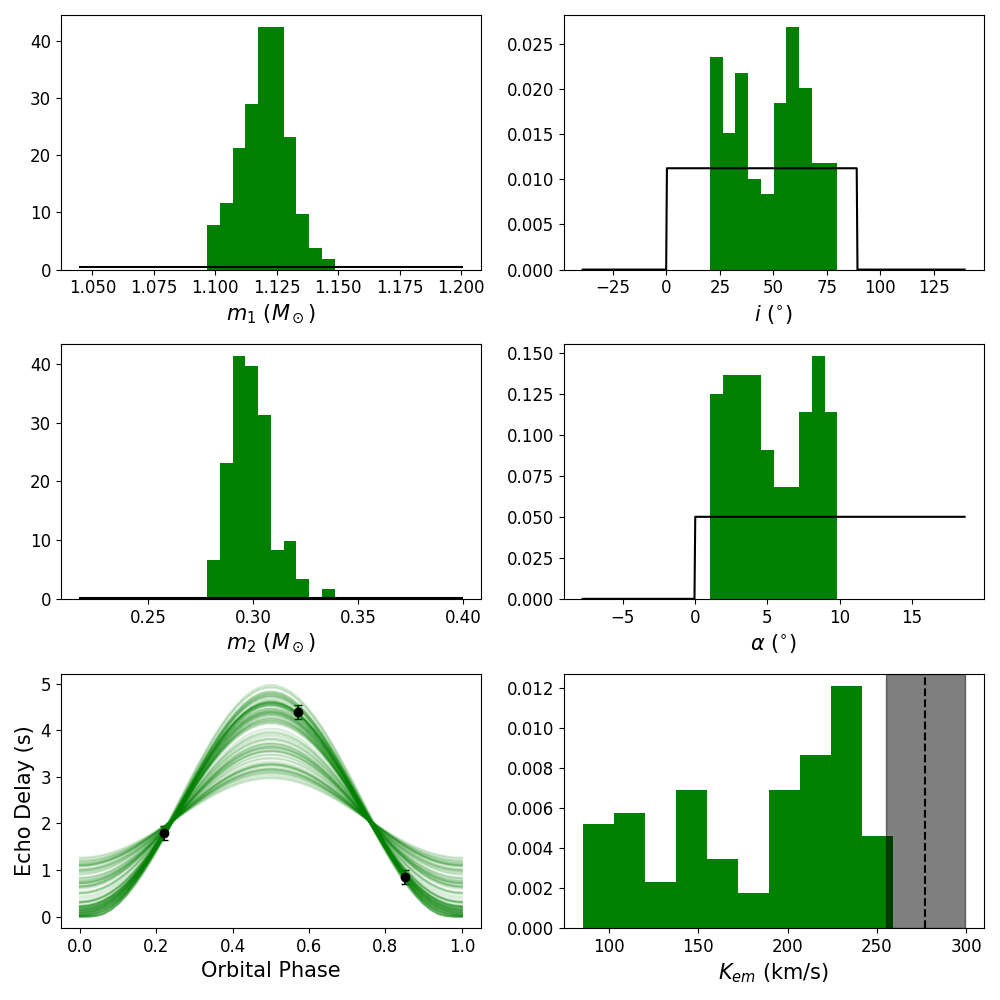 40
30
20
10
0
1.050 1.075 1.100 1.125 1.150 1.175 1.200
m₁ (M⊙)
0.025
0.020
0.015
0.010
0.005
0.000
−25 0 25 50 75 100 125
i (°)
40
30
20
10
0
0.25 0.30 0.35 0.40
m₂ (M⊙)
0.150
0.125
0.100
0.075
0.050
0.025
0.000
−5 0 5 10 15
α (°)
Echo Delay (s)
5
4
3
2
1
0
0.0 0.2 0.4 0.6 0.8 1.0
Orbital Phase
0.012
0.010
0.008
0.006
0.004
0.002
0.000
100 150 200 250 300
K_em (km/s)